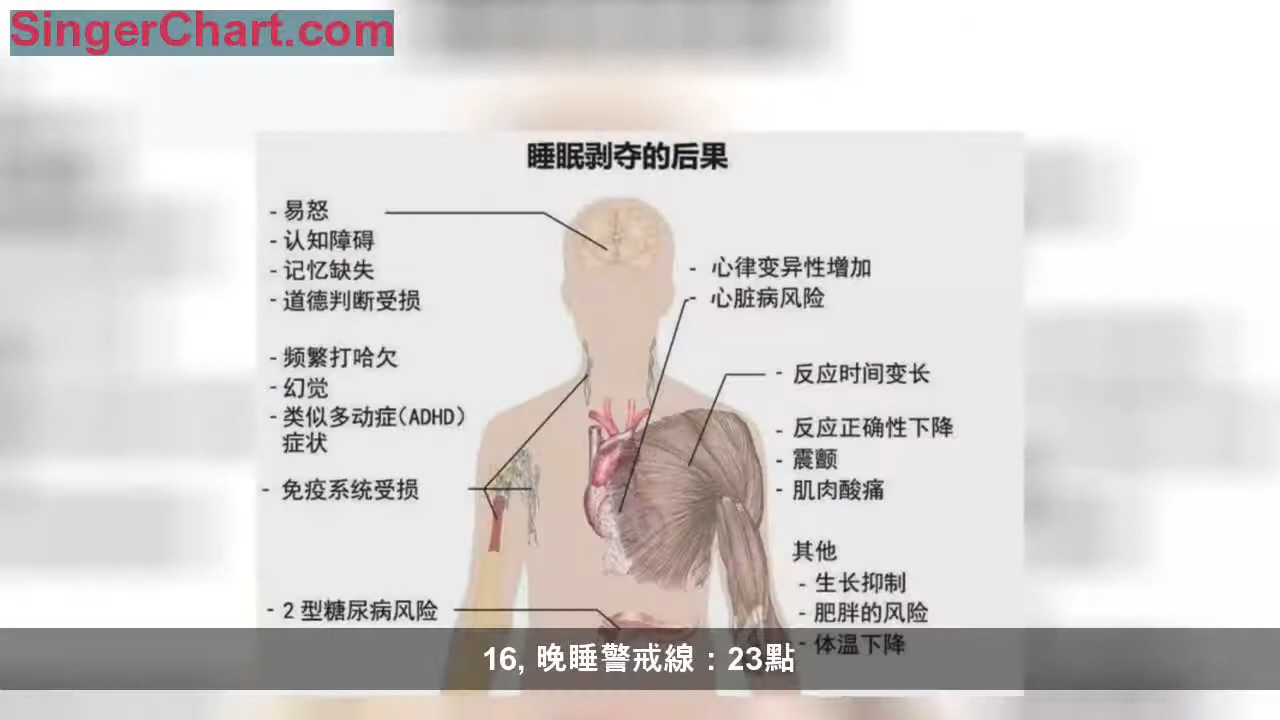 SingerChart.com
睡眠剥夺的后果
- 易怒
- 认知障碍
- 记忆缺失
- 道德判断受损
- 频繁打哈欠
- 幻觉
- 类似多动症(ADHD)
症状
- 免疫系统受损
- 2 型糖尿病风险
- 心律变异性增加
- 心脏病风险
- 反应时间变长
- 反应正确性下降
- 震颤
- 肌肉酸痛
其他
- 生长抑制
- 肥胖的风险
- 体温下降
16, 晚睡警戒線：23點